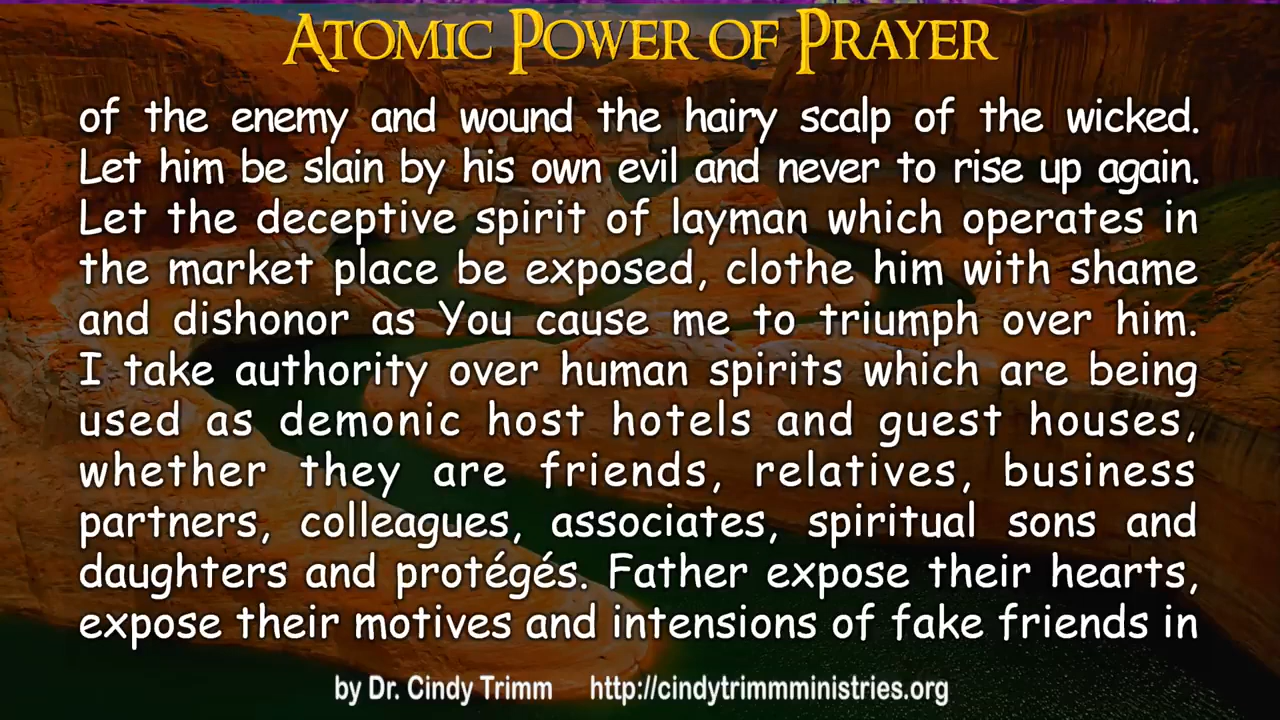 ATOMIC POWER OF PRAYER
of the enemy and wound the hairy scalp of the wicked.
Let him be slain by his own evil and never to rise up again.
Let the deceptive spirit of layman which operates in
the market place be exposed, clothe him with shame
and dishonor as You cause me to triumph over him.
I take authority over human spirits which are being
used as demonic host hotels and guest houses,
whether they are friends, relatives, business
partners, colleagues, associates, spiritual sons and
daughters and protégés. Father expose their hearts,
expose their motives and intensions of fake friends in
by Dr. Cindy Trimm http://cindytrimmministries.org